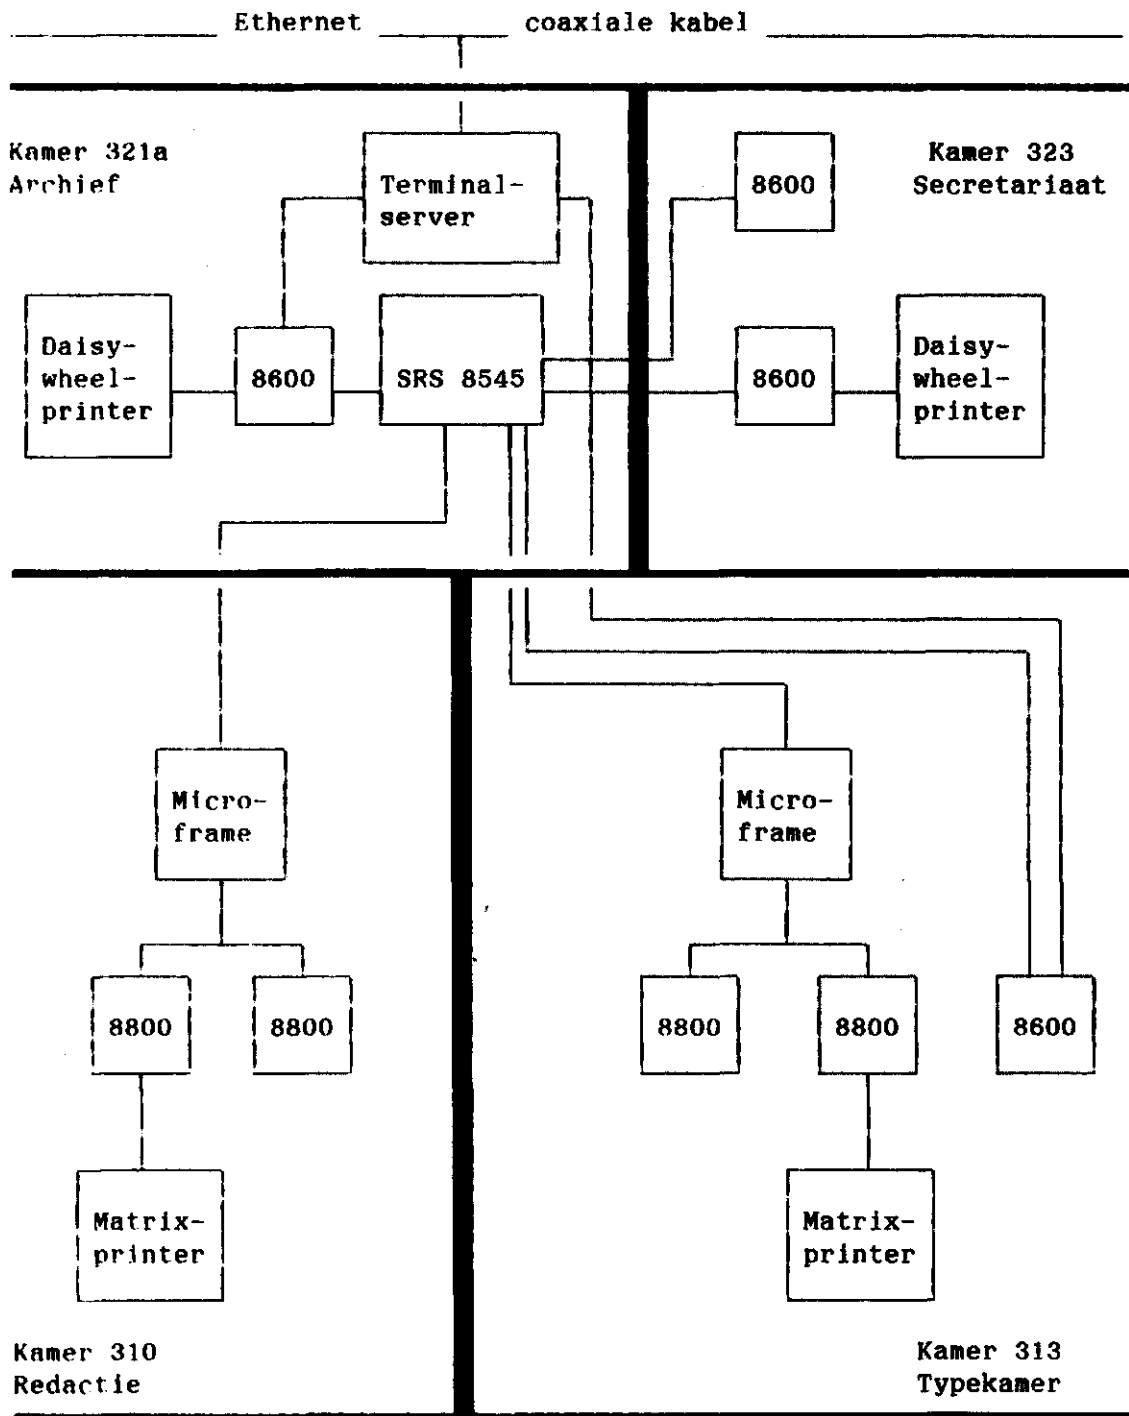 Ethernet coaxiale kabel
Kamer 321a
Archief
Terminal-
server
8600
Kamer 323
Secretariaat
Daisy-
wheel-
printer
8600
SRS 8545
8600
Daisy-
wheel-
printer
Micro-
frame
Micro-
frame
8800
8800
8800
8800
8600
Matrix-
printer
Matrix-
printer
Kamer 310
Redactie
Kamer 313
Typekamer